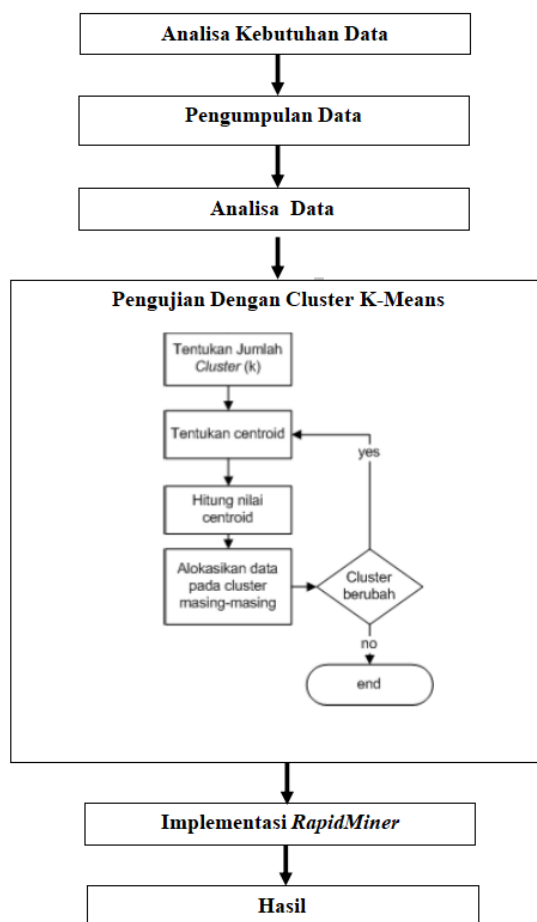 Analisa Kebutuhan Data
Pengumpulan Data
Analisa Data
Pengujian Dengan Cluster K-Means
Tentukan Jumlah
Cluster (k)
Tentukan centroid
yes
Hitung nilai
centroid
Alokasikan data
pada cluster
masing-masing
Cluster
berubah
no
end
Implementasi RapidMiner
Hasil